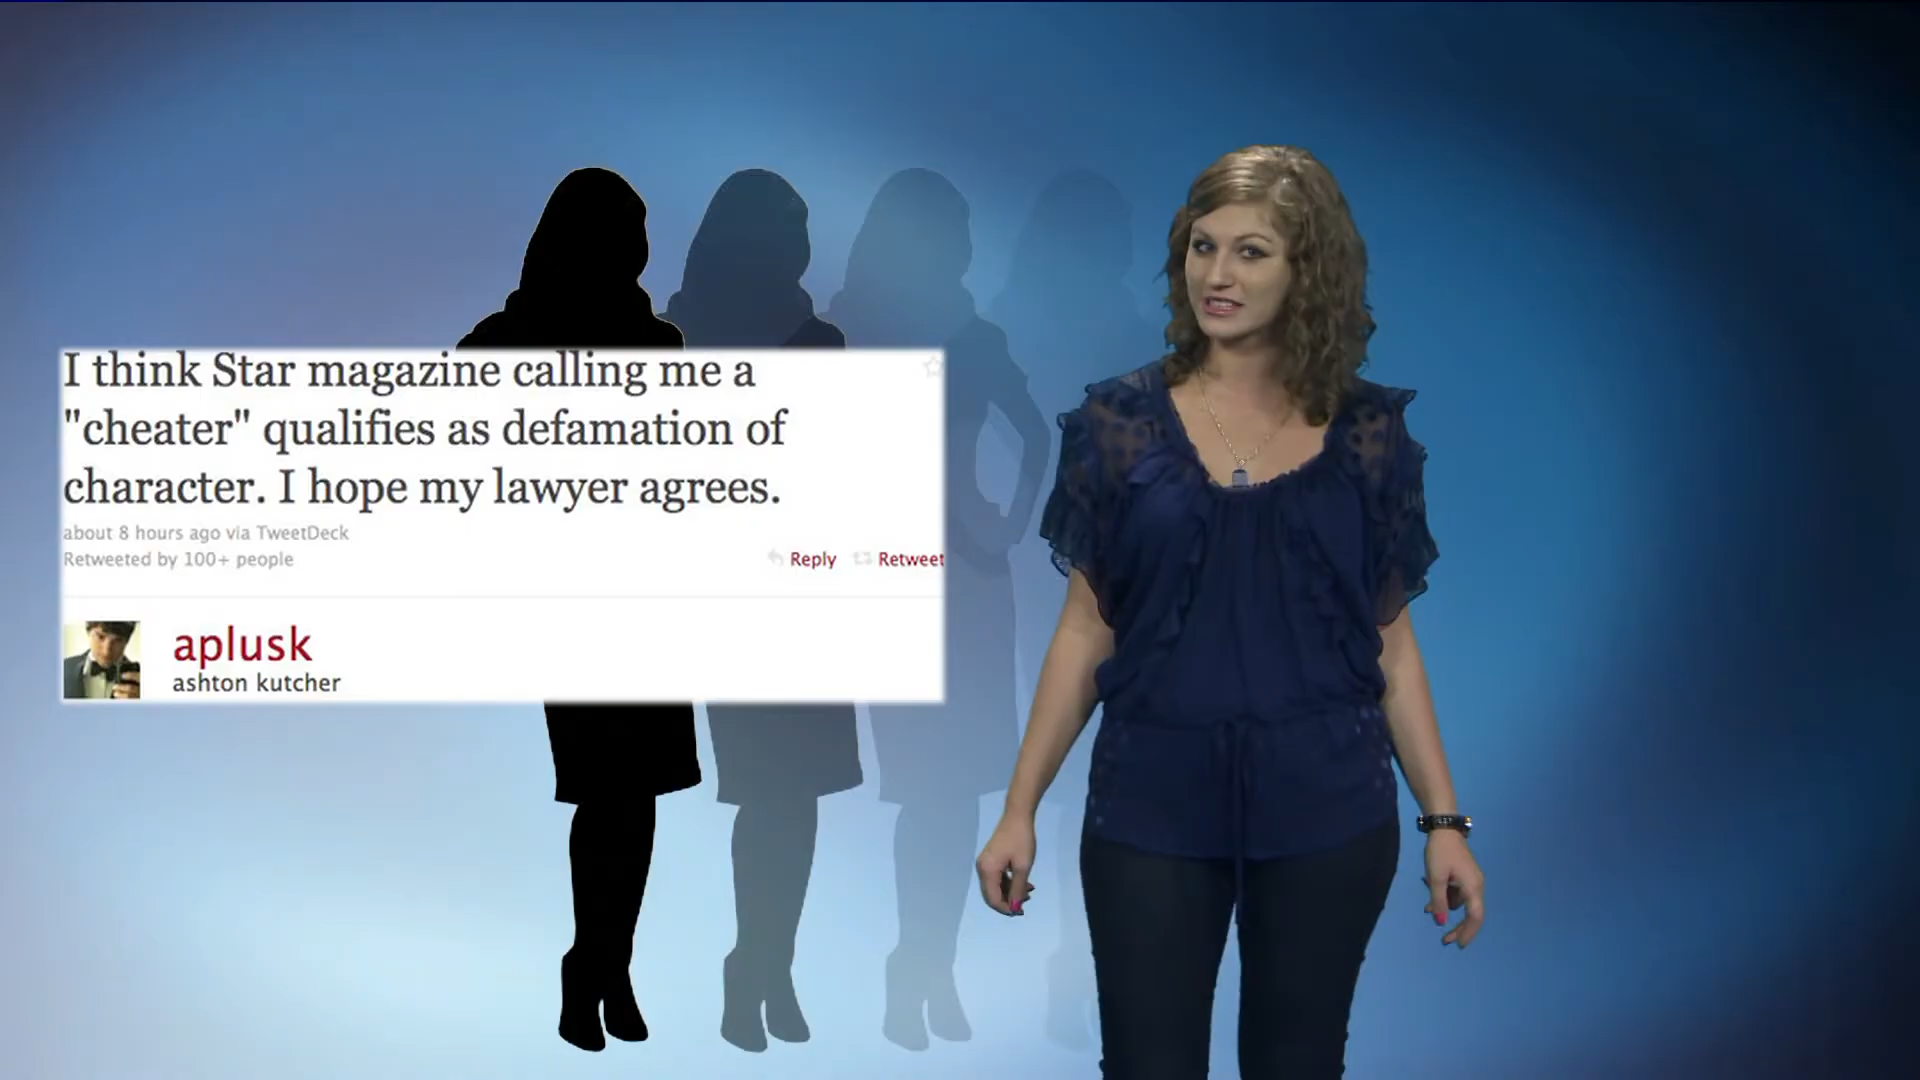 I think Star magazine calling me a
"cheater" qualifies as defamation of
character. I hope my lawyer agrees.
about 8 hours ago via TweetDeck
Retweeted by 100+ people
Reply Retweet
aplusk
ashton kutcher